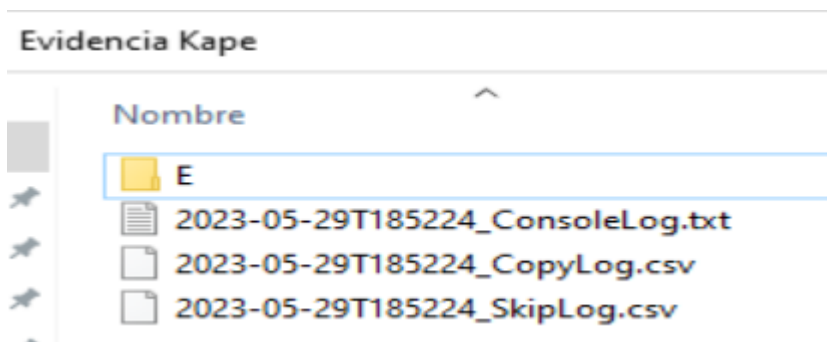 Evidencia Kape
Nombre
E
2023-05-29T185224_ConsoleLog.txt
2023-05-29T185224_CopyLog.csv
2023-05-29T185224_SkipLog.csv